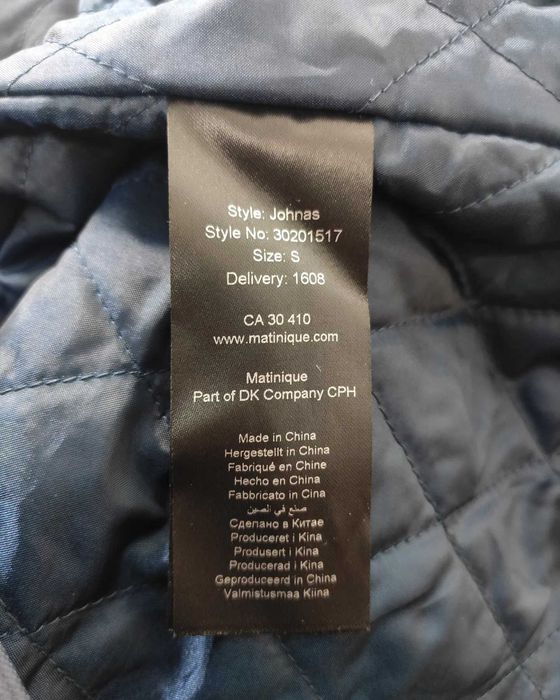 Style: Johnas
Style No: 30201517
Size: S
Delivery: 1608
CA 30 410
www.matinique.com
Matinique
Part of DK Company CPH
Made in China
Hergestellt in China
Fabriqué en Chine
Hecho en China
Fabbricato in Cina
صنع في الصين
Сделано в Китае
Produceret i Kina
Produsert i Kina
Producerad i Kina
Geproduceerd in China
Valmistusmaa Kiina